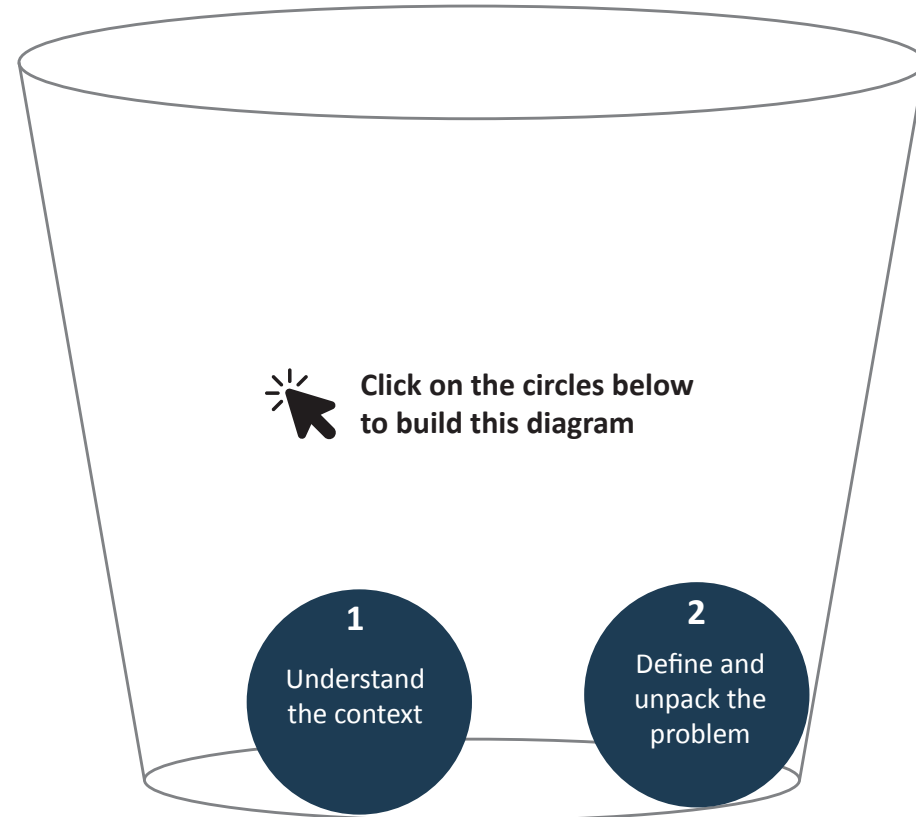 Click on the circles below
to build this diagram
1
Understand
the context
2
Define and
unpack the
problem